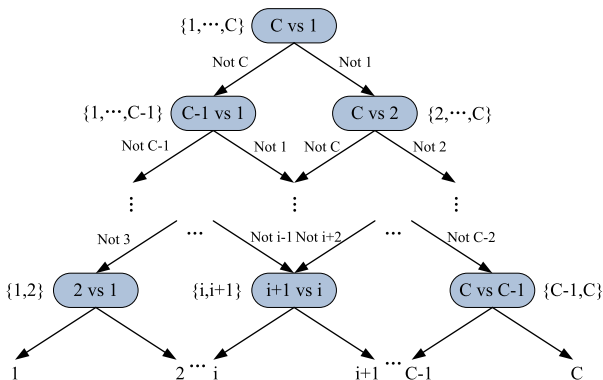 {1,···,C} C vs 1
Not C Not 1
{1,···,C-1} C-1 vs 1 C vs 2 {2,···,C}
Not C-1 Not 1 Not C Not 2
⋮ ⋮ ⋮
Not 3 ··· Not i-1 Not i+2 ··· Not C-2
{1,2} 2 vs 1 {i,i+1} i+1 vs i C vs C-1 {C-1,C}
1 2 ··· i i+1 ··· C-1 C